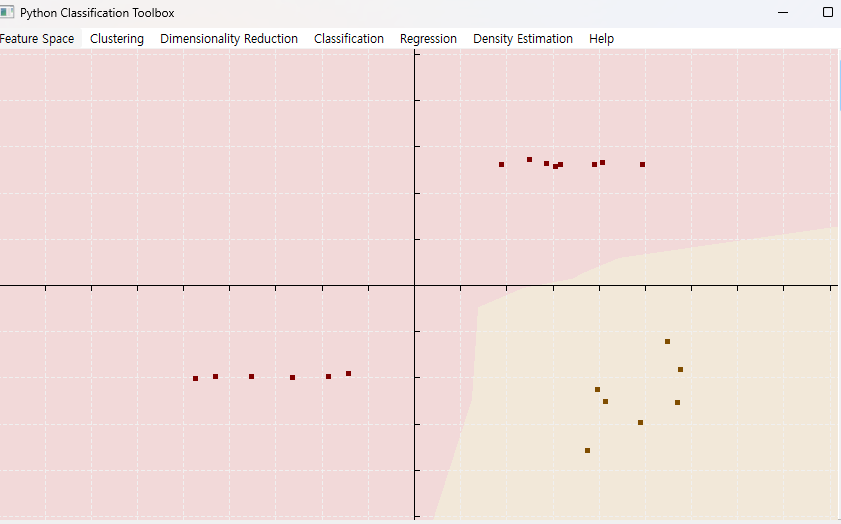 Python Classification Toolbox
Feature Space Clustering Dimensionality Reduction Classification Regression Density Estimation Help